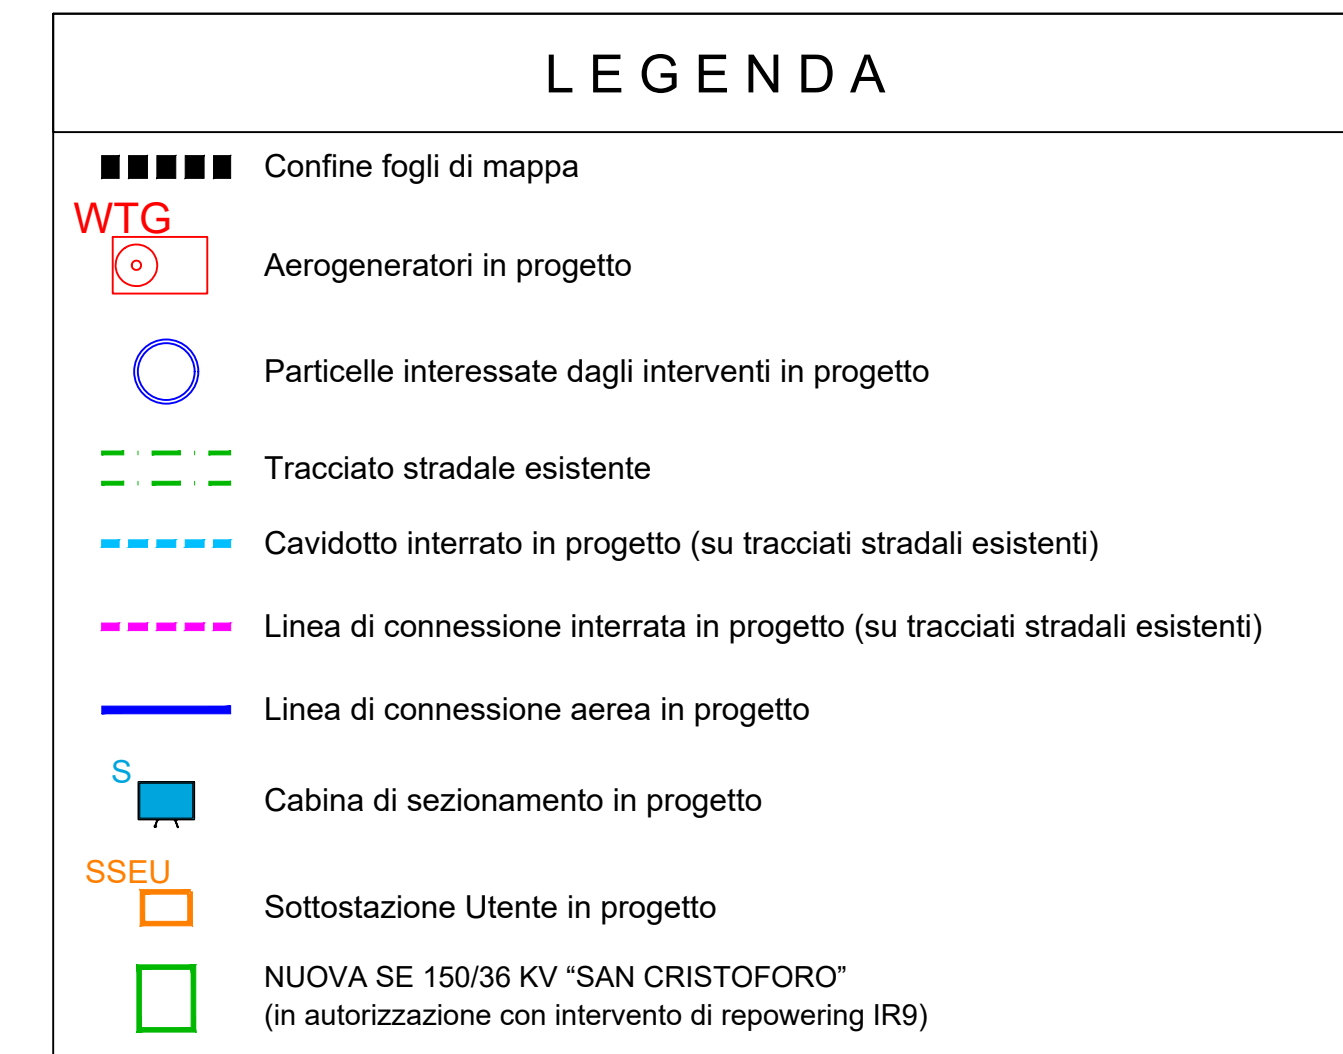 LEGENDA
Confine fogli di mappa
WTG
Aerogeneratori in progetto
Particelle interessate dagli interventi in progetto
Tracciato stradale esistente
Cavidotto interrato in progetto (su tracciati stradali esistenti)
Linea di connessione interrata in progetto (su tracciati stradali esistenti)
Linea di connessione aerea in progetto
S
Cabina di sezionamento in progetto
SSEU
Sottostazione Utente in progetto
NUOVA SE 150/36 KV “SAN CRISTOFORO”
(in autorizzazione con intervento di repowering IR9)